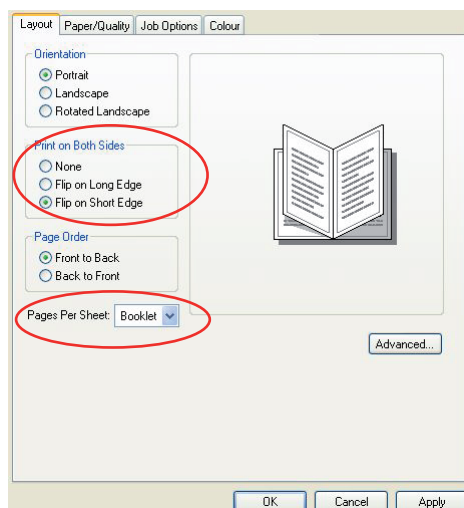 Layout Paper/Quality Job Options Colour
Orientation
Portrait
Landscape
Rotated Landscape
Print on Both Sides
None
Flip on Long Edge
Flip on Short Edge
Page Order
Front to Back
Back to Front
Pages Per Sheet: Booklet
Advanced...
OK Cancel Apply